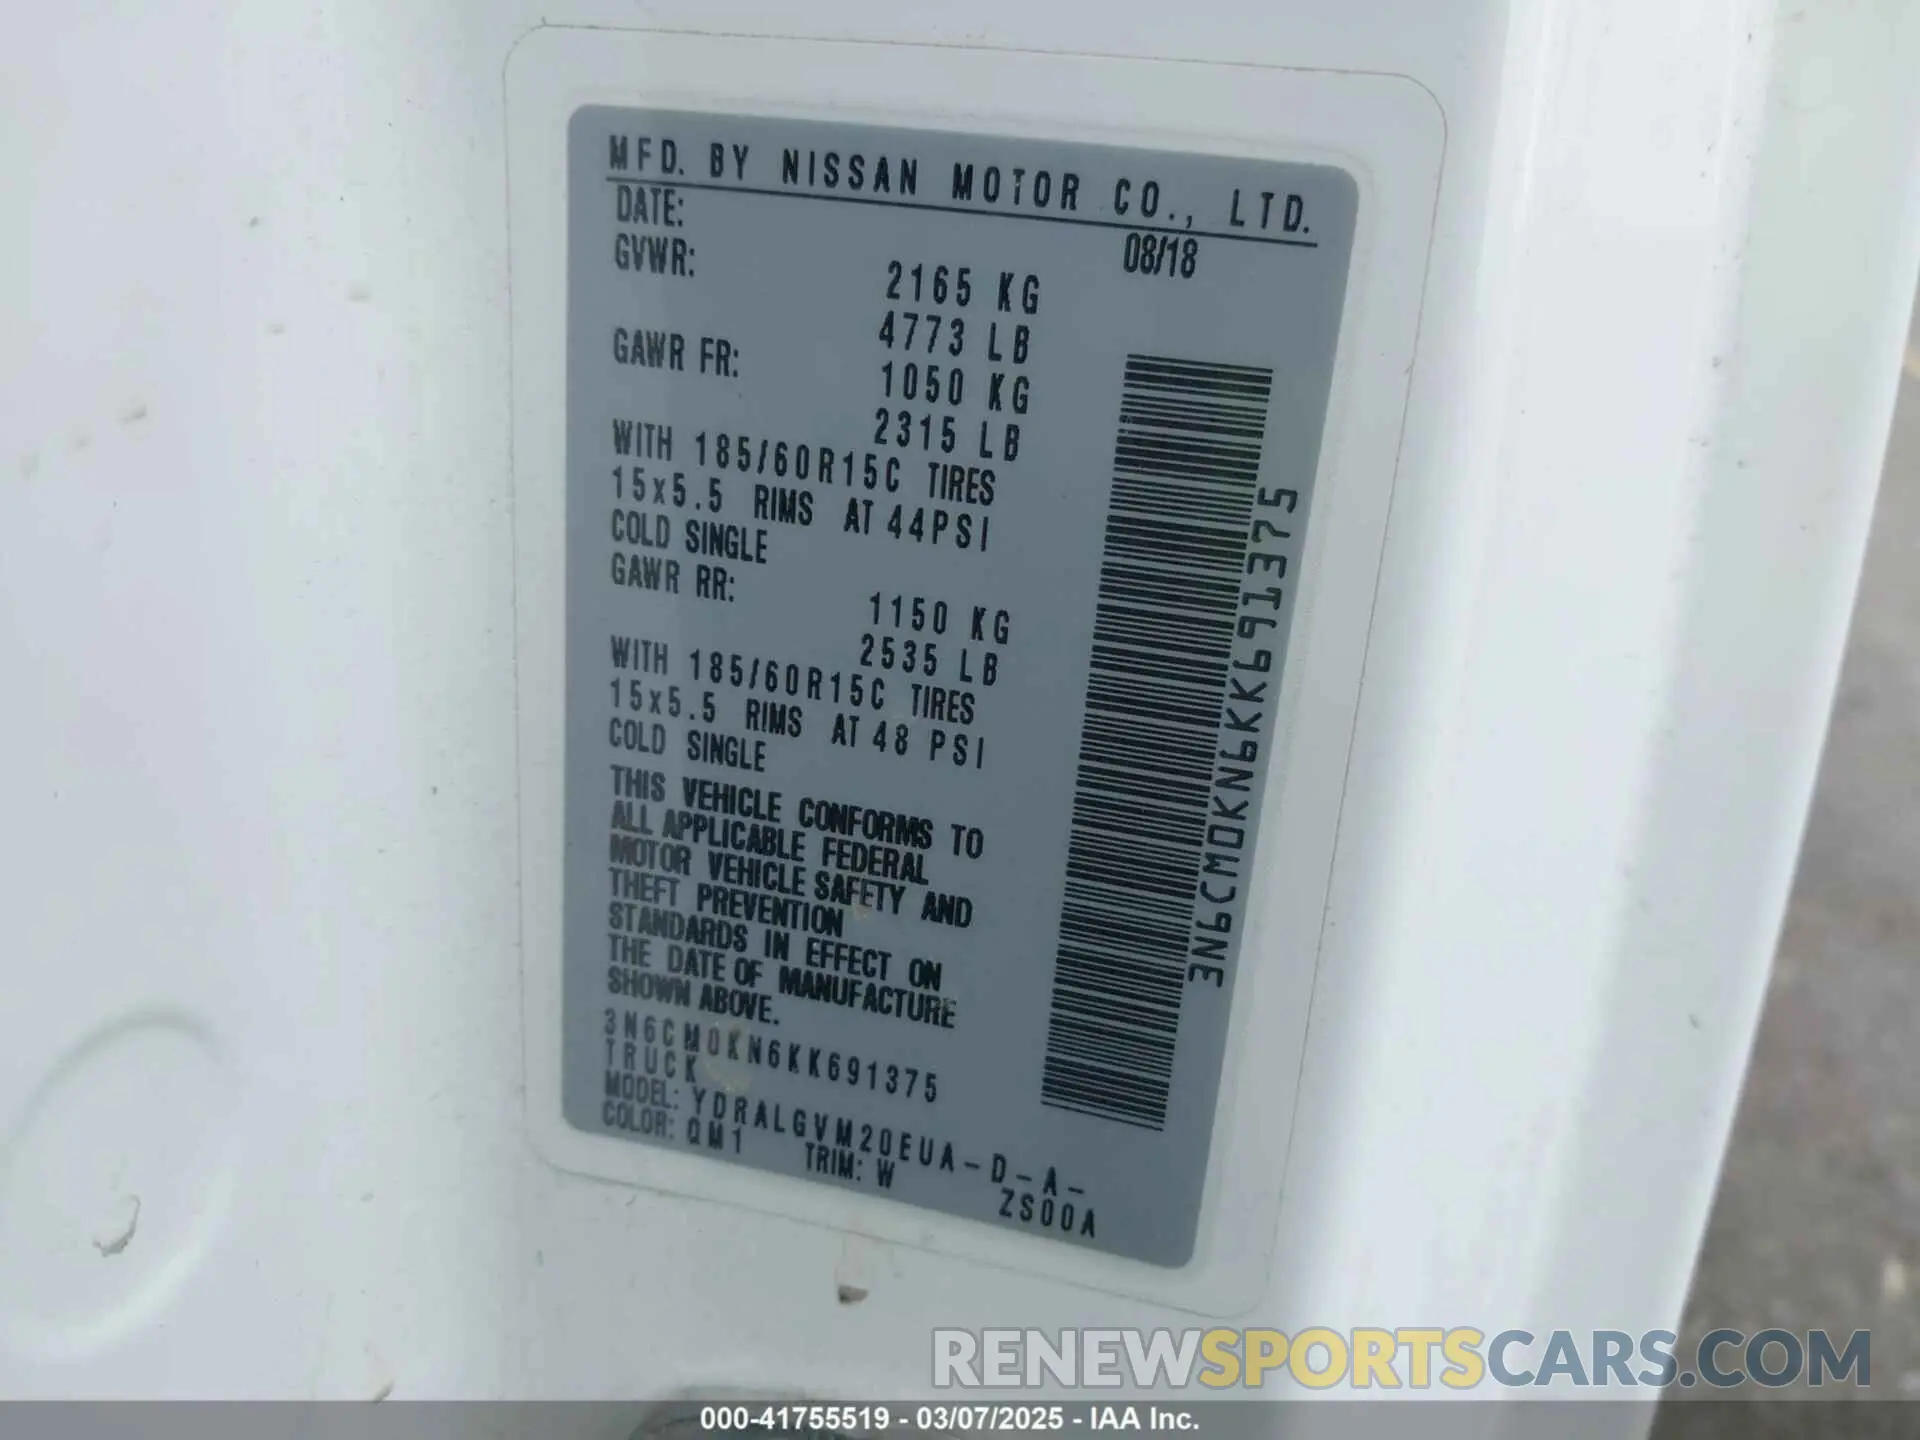 MFD. BY NISSAN MOTOR CO., LTD.
DATE: 08/18
GVWR: 2165 KG
4773 LB
GAWR FR: 1050 KG
2315 LB
WITH 185/60R15C TIRES
15x5.5 RIMS AT 44PSI
COLD SINGLE
GAWR RR: 1150 KG
2535 LB
WITH 185/60R15C TIRES
15x5.5 RIMS AT 48 PSI
COLD SINGLE
THIS VEHICLE CONFORMS TO
ALL APPLICABLE FEDERAL
MOTOR VEHICLE SAFETY AND
THEFT PREVENTION
STANDARDS IN EFFECT ON
THE DATE OF MANUFACTURE
SHOWN ABOVE.
3N6CM0KN6KK691375
TRUCK
MODEL: YDRALGVM20EUA-D-A-
ZS00A
COLOR: QM1 TRIM: W
3N6CM0KN6KK691375
RENEWSPORTSCARS.COM
000-41755519 - 03/07/2025 - IAA Inc.